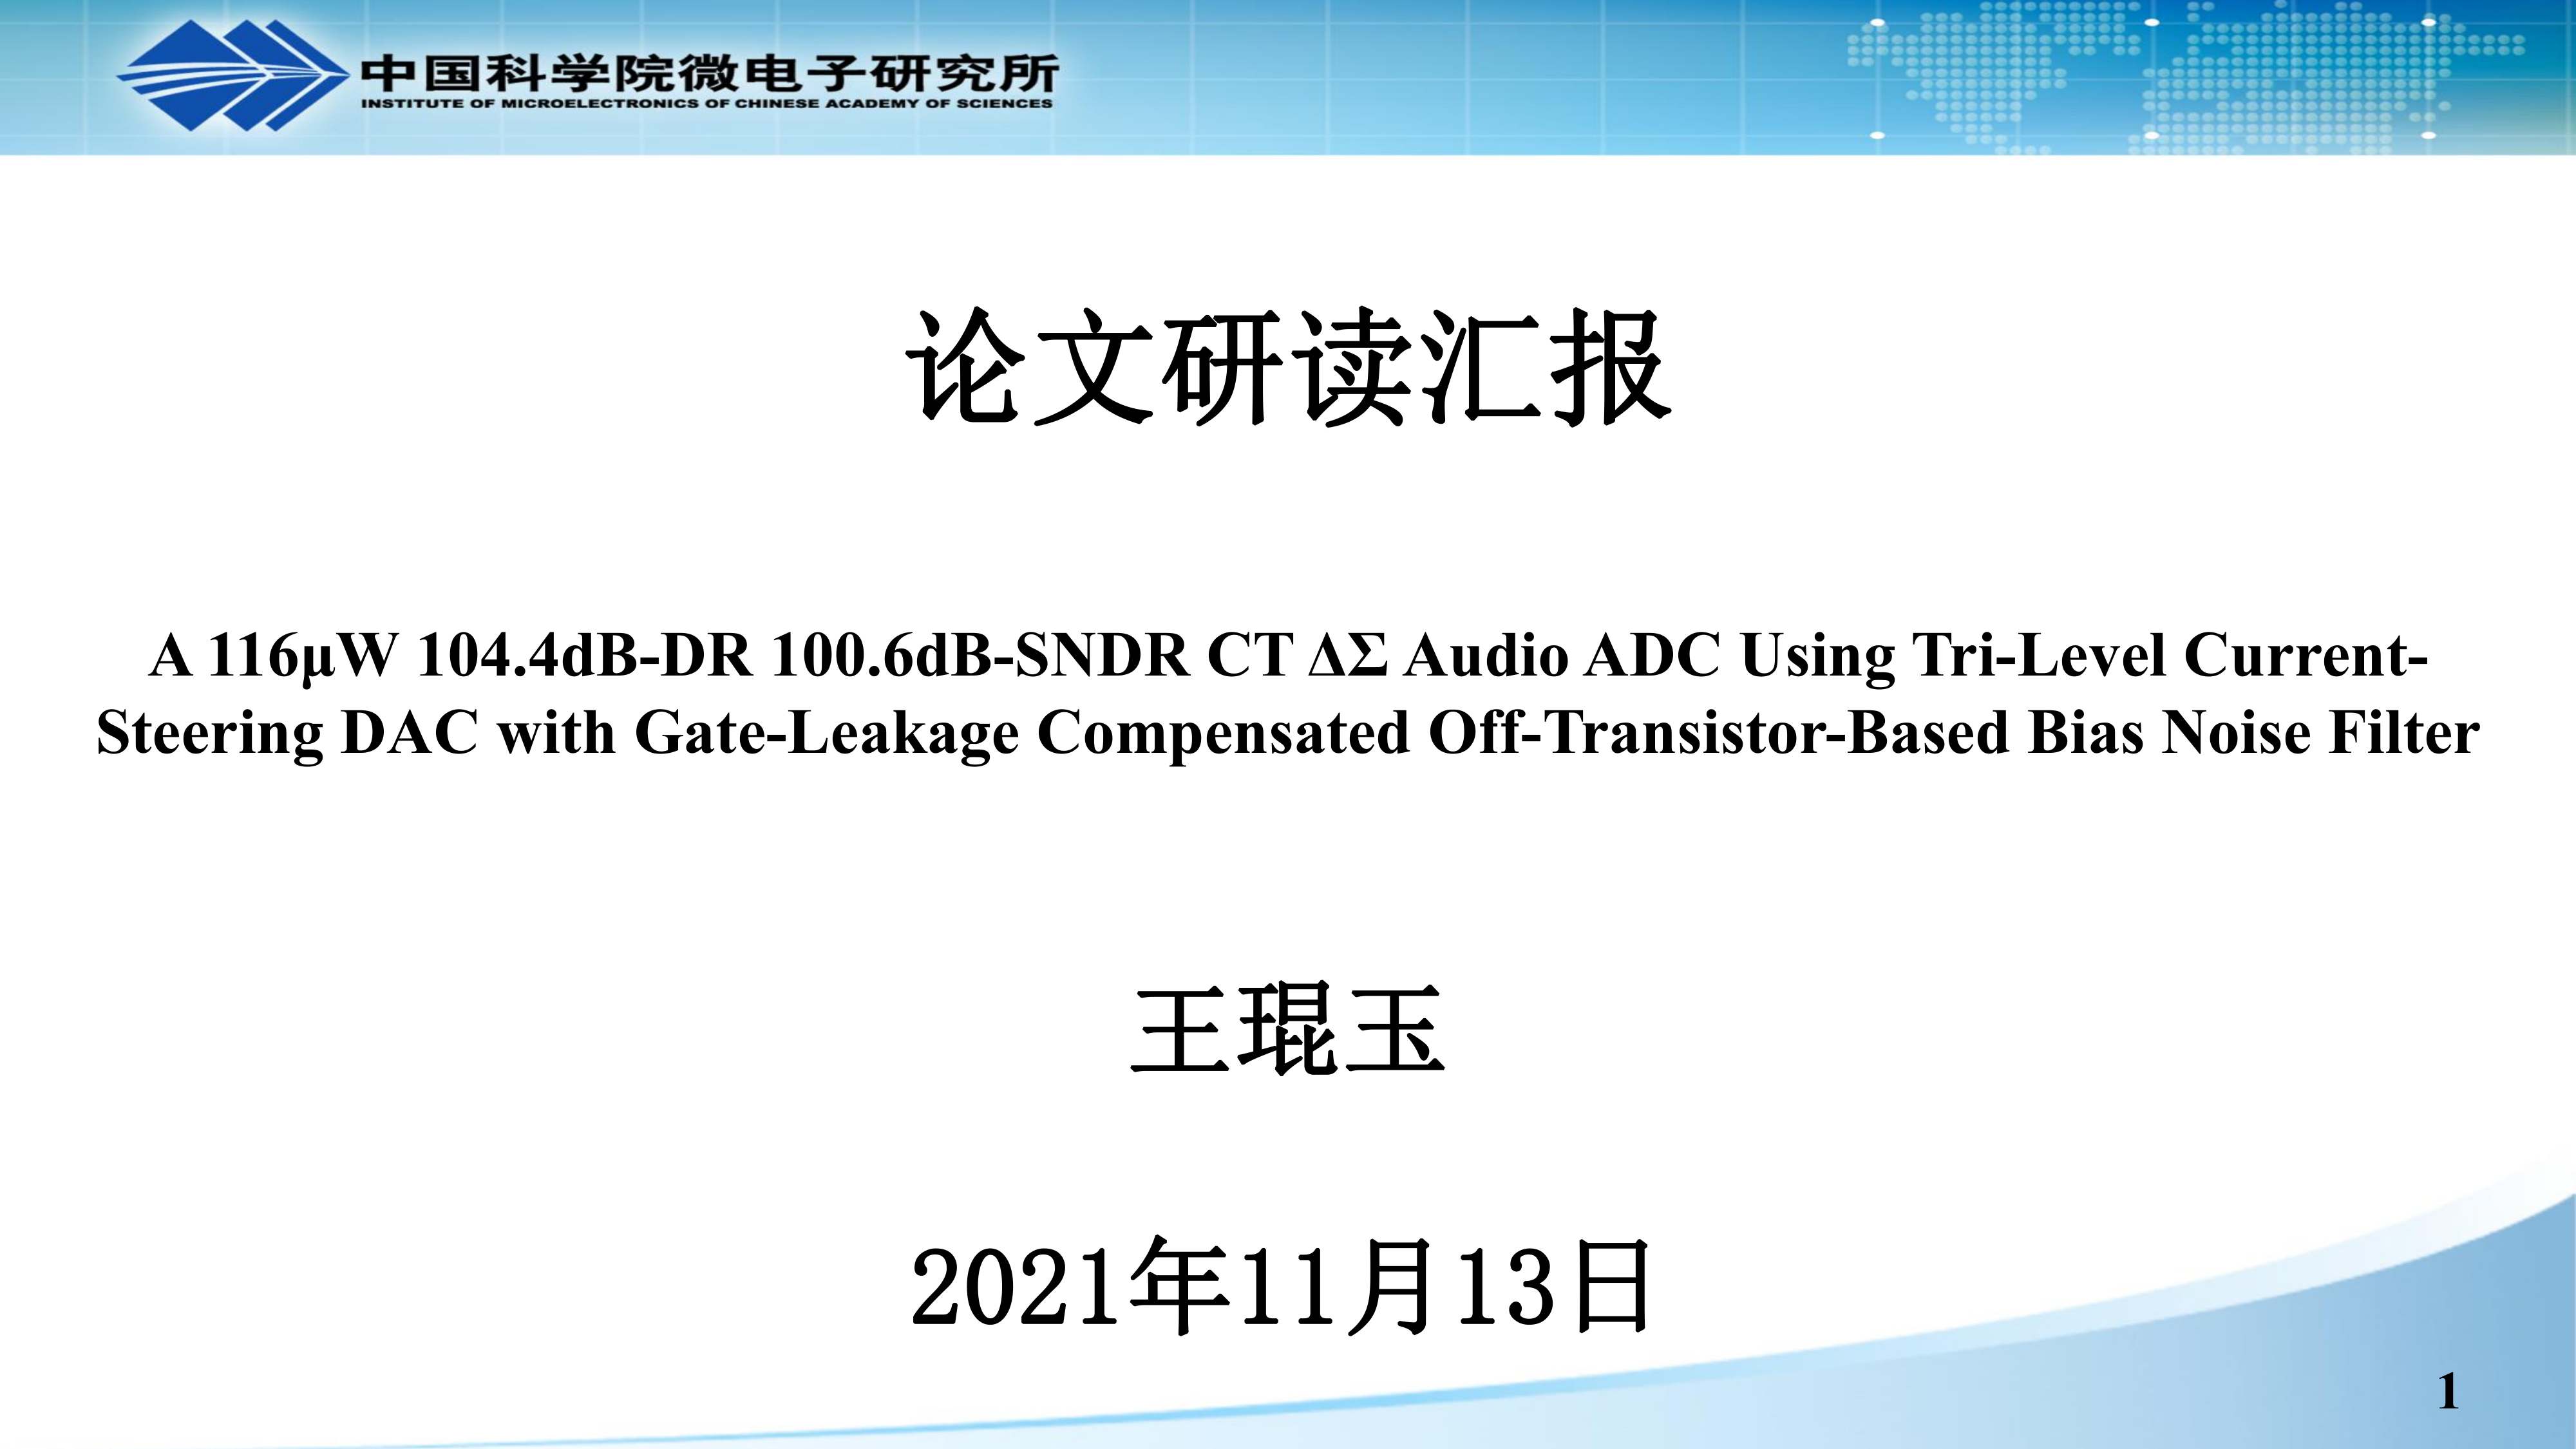 中国科学院微电子研究所
INSTITUTE OF MICROELECTRONICS OF CHINESE ACADEMY OF SCIENCES
论文研读汇报
A 116μW 104.4dB-DR 100.6dB-SNDR CT ΔΣ Audio ADC Using Tri-Level Current-
Steering DAC with Gate-Leakage Compensated Off-Transistor-Based Bias Noise Filter
王琨玉
2021年11月13日
1